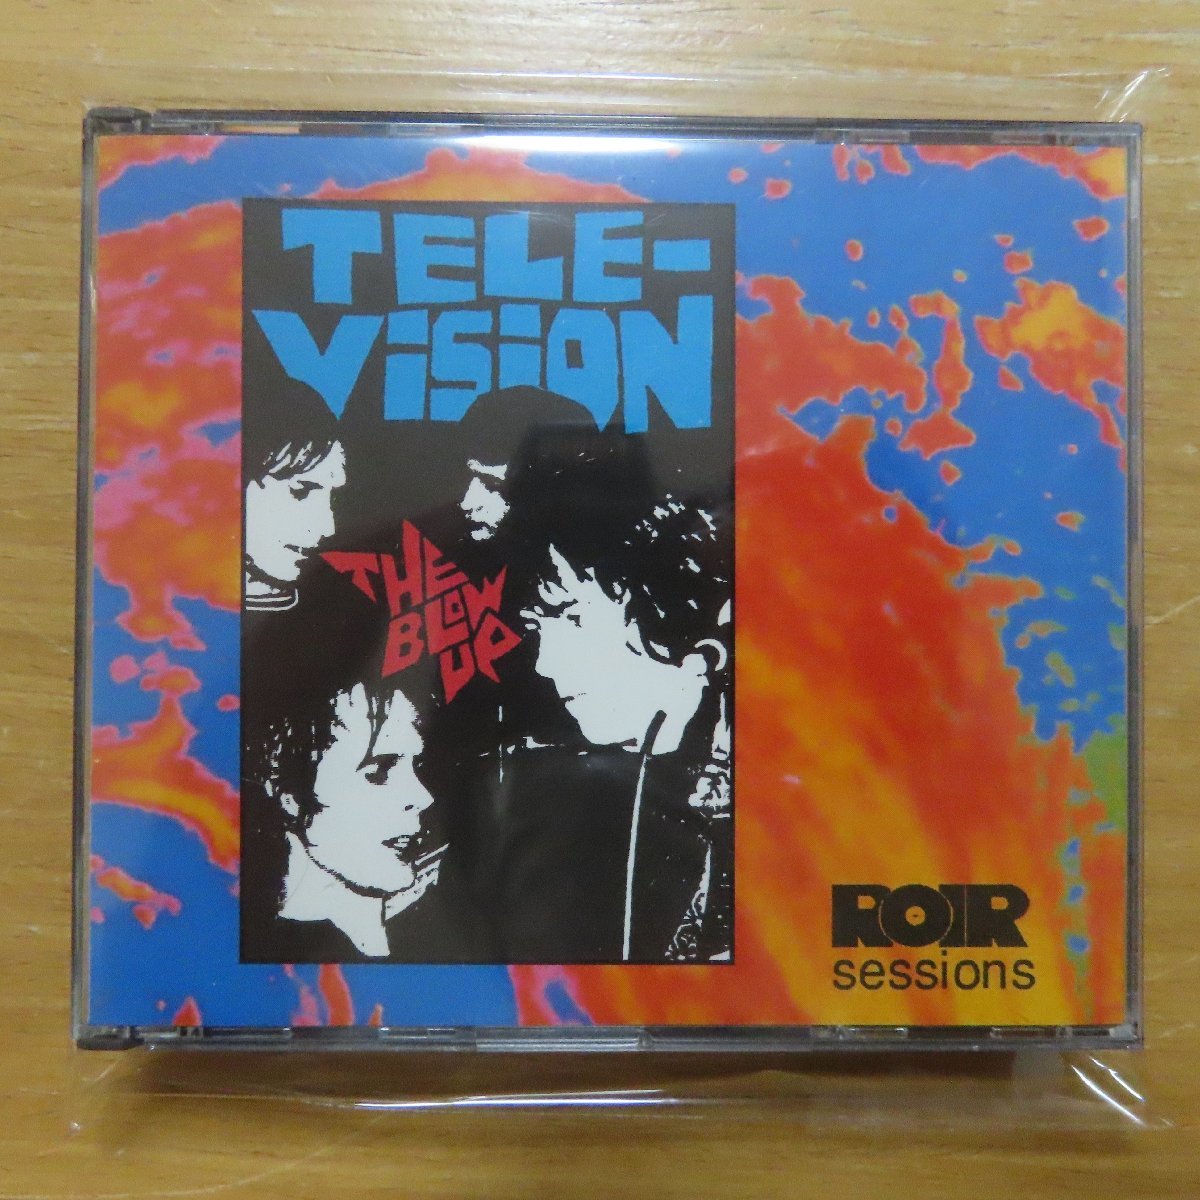 TELE-
ViSiON
THE
BLOW
UP
ROIR
sessions